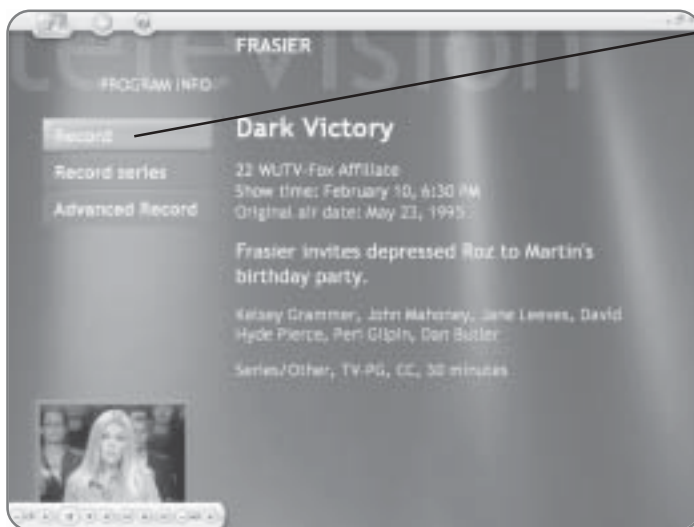 television
FRASIER
PROGRAM INFO
Record
Record series
Advanced Record
Dark Victory
22 WUTV-Fox Affiliate
Show time: February 10, 6:30 PM
Original air date: May 23, 1995
Frasier invites depressed Roz to Martin's
birthday party.
Kelsey Grammer, John Mahoney, Jane Leeves, David
Hyde Pierce, Peri Gilpin, Dan Butler
Series/Other, TV-PG, CC, 30 minutes